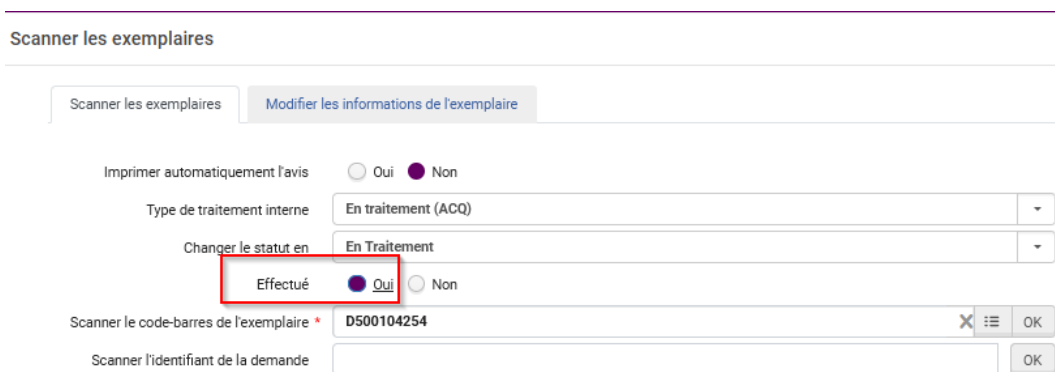 Scanner les exemplaires
Scanner les exemplaires Modifier les informations de l'exemplaire
Imprimer automatiquement l'avis Oui Non
Type de traitement interne En traitement (ACQ)
Changer le statut en En Traitement
Effectué Oui Non
Scanner le code-barres de l'exemplaire * D500104254 OK
Scanner l'identifiant de la demande OK